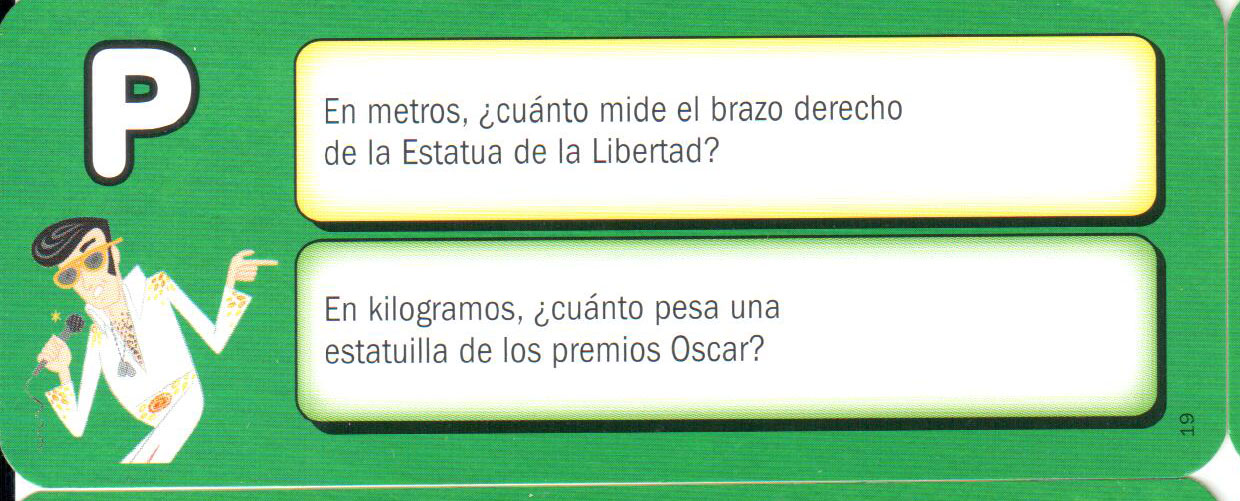 P
En metros, ¿cuánto mide el brazo derecho
de la Estatua de la Libertad?
En kilogramos, ¿cuánto pesa una
estatuilla de los premios Oscar?
19